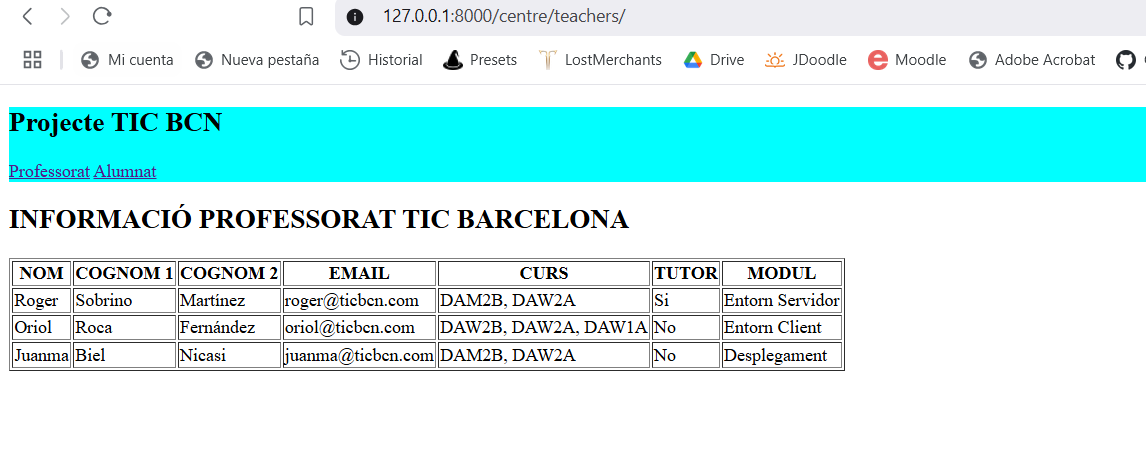 127.0.0.1:8000/centre/teachers/
Mi cuenta Nueva pestaña Historial Presets LostMerchants Drive JDoodle Moodle Adobe Acrobat
Projecte TIC BCN
Professorat Alumnat
INFORMACIÓ PROFESSORAT TIC BARCELONA
NOM COGNOM 1 COGNOM 2 EMAIL CURS TUTOR MODUL
Roger Sobrino Martínez roger@ticbcn.com DAM2B, DAW2A Si Entorn Servidor
Oriol Roca Fernández oriol@ticbcn.com DAW2B, DAW2A, DAW1A No Entorn Client
Juanma Biel Nicasi juanma@ticbcn.com DAM2B, DAW2A No Desplegament